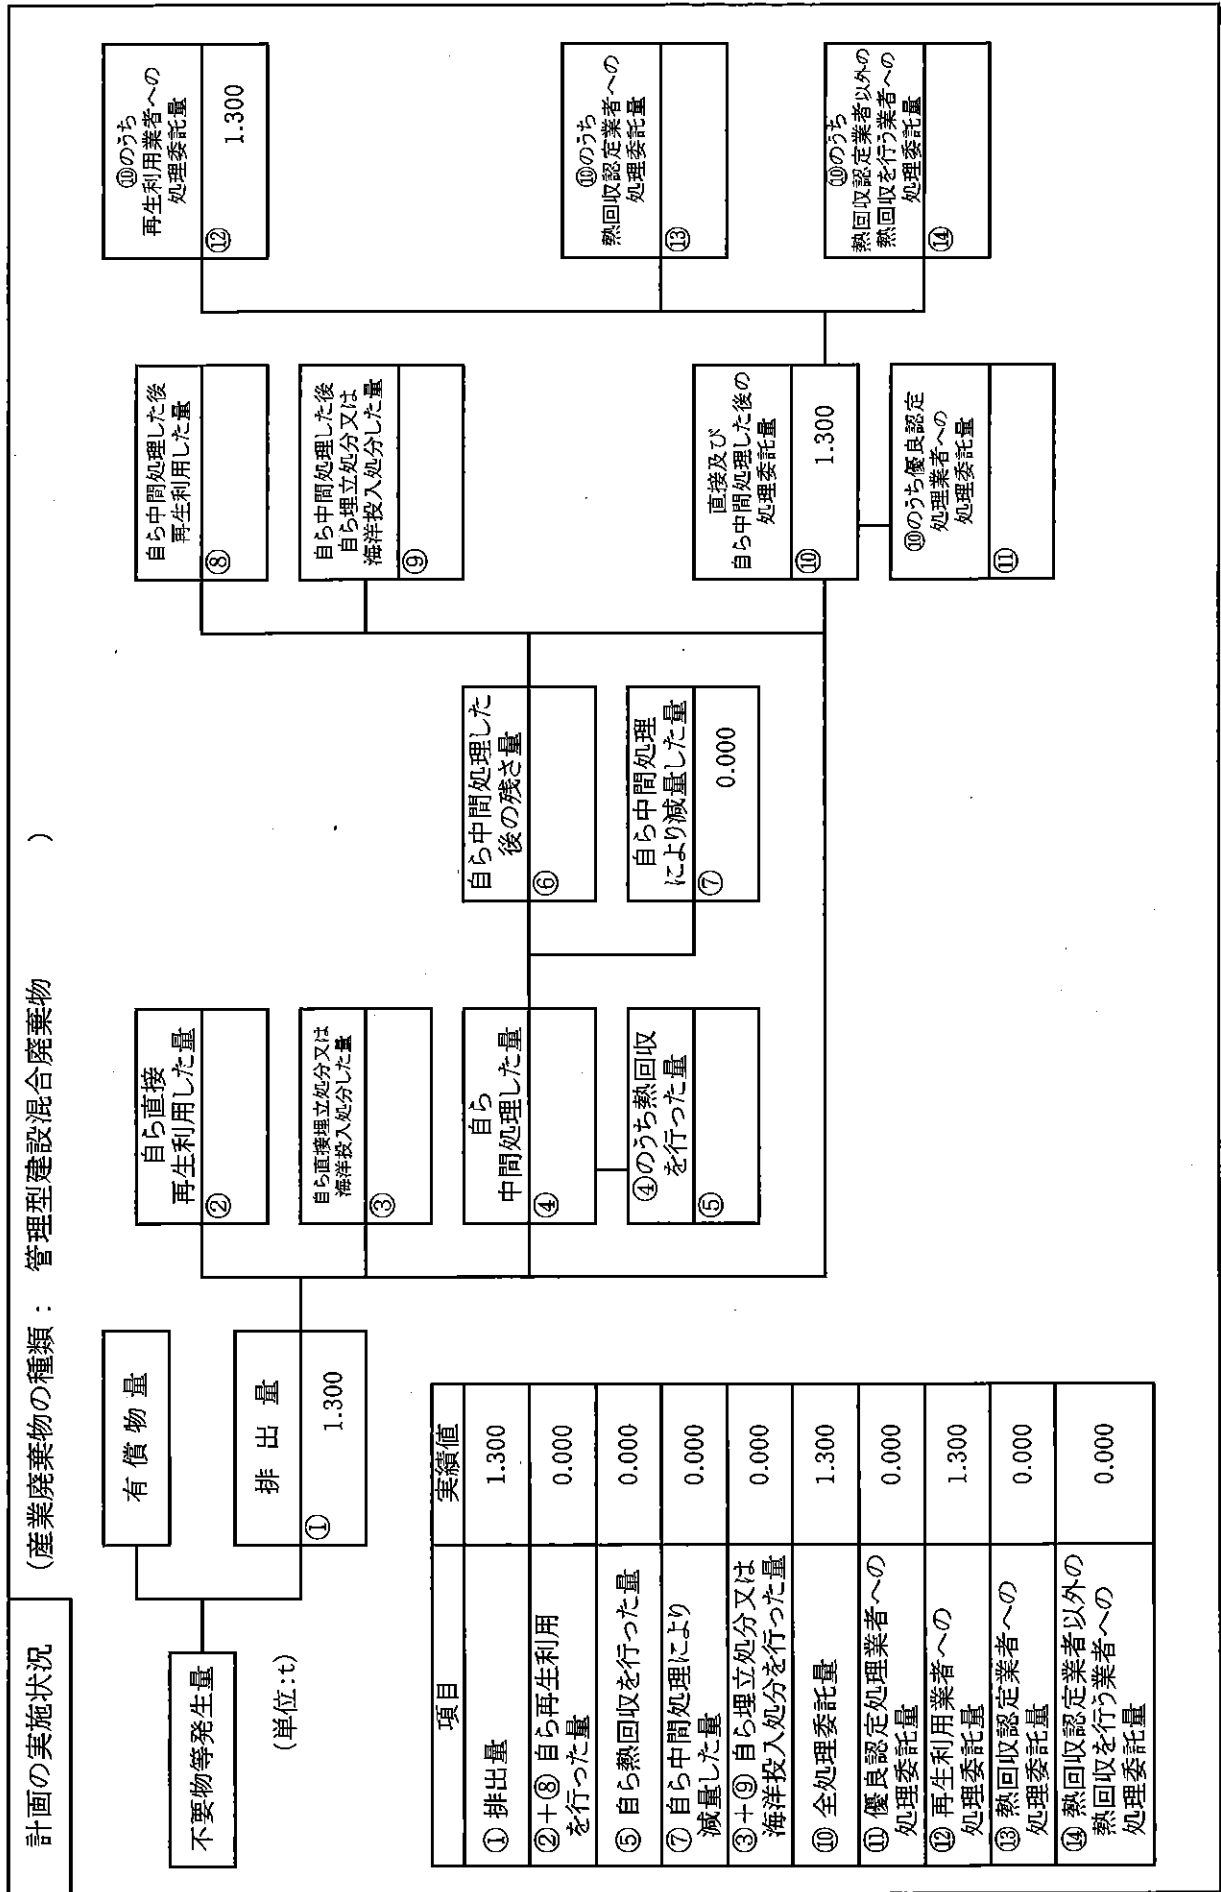 計画の実施状況
(産業廃棄物の種類： 管理型建設混合廃棄物 )
不要物等発生量
(単位:t)
有償物量
排出量
① 1.300
自ら直接
再生利用した量
②
自ら直接埋立処分又は
海洋投入処分した量
③
自ら
中間処理した量
④
④のうち熱回収
を行った量
⑤
自ら中間処理した
後の残さ量
⑥
自ら中間処理
により減量した量
⑦ 0.000
自ら中間処理した後
再生利用した量
⑧
自ら中間処理した後
自ら埋立処分又は
海洋投入処分した量
⑨
直接及び
自ら中間処理した後の
処理委託量
⑩ 1.300
⑩のうち優良認定
処理業者への
処理委託量
⑪
⑩のうち
再生利用業者への
処理委託量
⑫ 1.300
⑩のうち
熱回収認定業者への
処理委託量
⑬
⑩のうち
熱回収認定業者以外の
熱回収を行う業者への
処理委託量
⑭
項目 実績値
① 排出量 1.300
②＋⑧ 自ら再生利用
を行った量 0.000
⑤ 自ら熱回収を行った量 0.000
⑦ 自ら中間処理により
減量した量 0.000
③＋⑨ 自ら埋立処分又は
海洋投入処分を行った量 0.000
⑩ 全処理委託量 1.300
⑪ 優良認定処理業者への
処理委託量 0.000
⑫ 再生利用業者への
処理委託量 1.300
⑬ 熱回収認定業者への
処理委託量 0.000
⑭ 熱回収認定業者以外の
熱回収を行う業者への
処理委託量 0.000